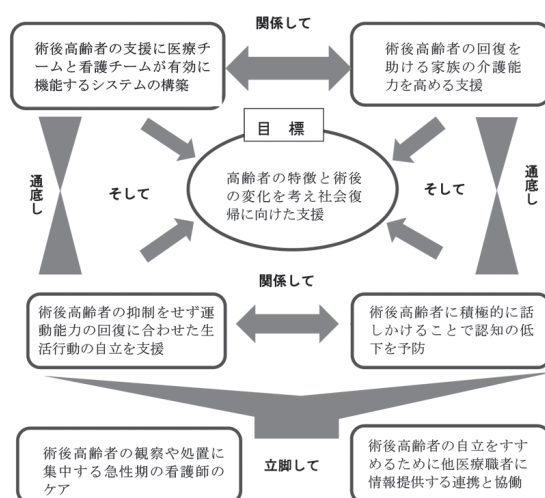 関係して
術後高齢者の支援に医療チ
ームと看護チームが有効に
機能するシステムの構築
術後高齢者の回復を
助ける家族の介護能
力を高める支援
目 標
高齢者の特徴と術後
の変化を考え社会復
帰に向けた支援
通底し
そして
そして
通底し
関係して
術後高齢者の抑制をせず運
動能力の回復に合わせた生
活行動の自立を支援
術後高齢者に積極的に話
しかけることで認知の低
下を予防
術後高齢者の観察や処置に
集中する急性期の看護師の
ケア
立脚して
術後高齢者の自立をすす
めるために他医療職者に
情報提供する連携と協働